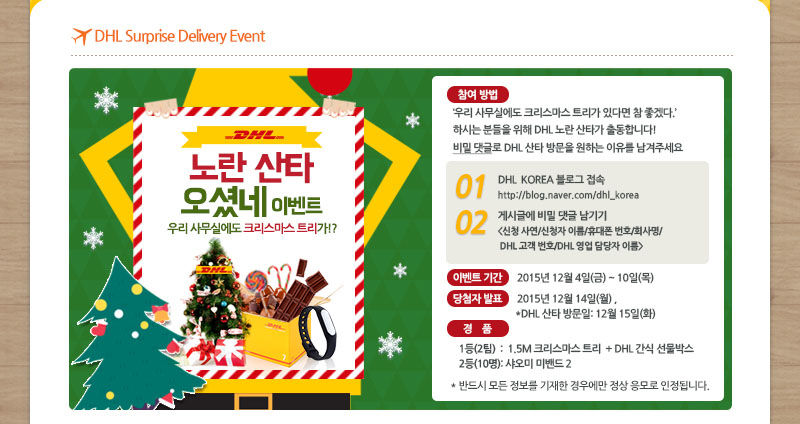 DHL Surprise Delivery Event
DHL
노란 산타
오셨네 이벤트
우리 사무실에도 크리스마스 트리가!?
DHL
DHL
참여 방법
'우리 사무실에도 크리스마스 트리가 있다면 참 좋겠다.'
하시는 분들을 위해 DHL 노란 산타가 출동합니다!
비밀 댓글로 DHL 산타 방문을 원하는 이유를 남겨주세요
01 DHL KOREA 블로그 접속
http://blog.naver.com/dhl_korea
02 게시글에 비밀 댓글 남기기
<신청 사연/신청자 이름/휴대폰 번호/회사명/
DHL 고객 번호/DHL 영업 담당자 이름>
이벤트 기간 2015년 12월 4일(금) ~ 10일(목)
당첨자 발표 2015년 12월 14일(월) ,
*DHL 산타 방문일: 12월 15일(화)
경 품
1등(2팀) : 1.5M 크리스마스 트리 + DHL 간식 선물박스
2등(10명): 샤오미 미밴드 2
* 반드시 모든 정보를 기재한 경우에만 정상 응모로 인정됩니다.